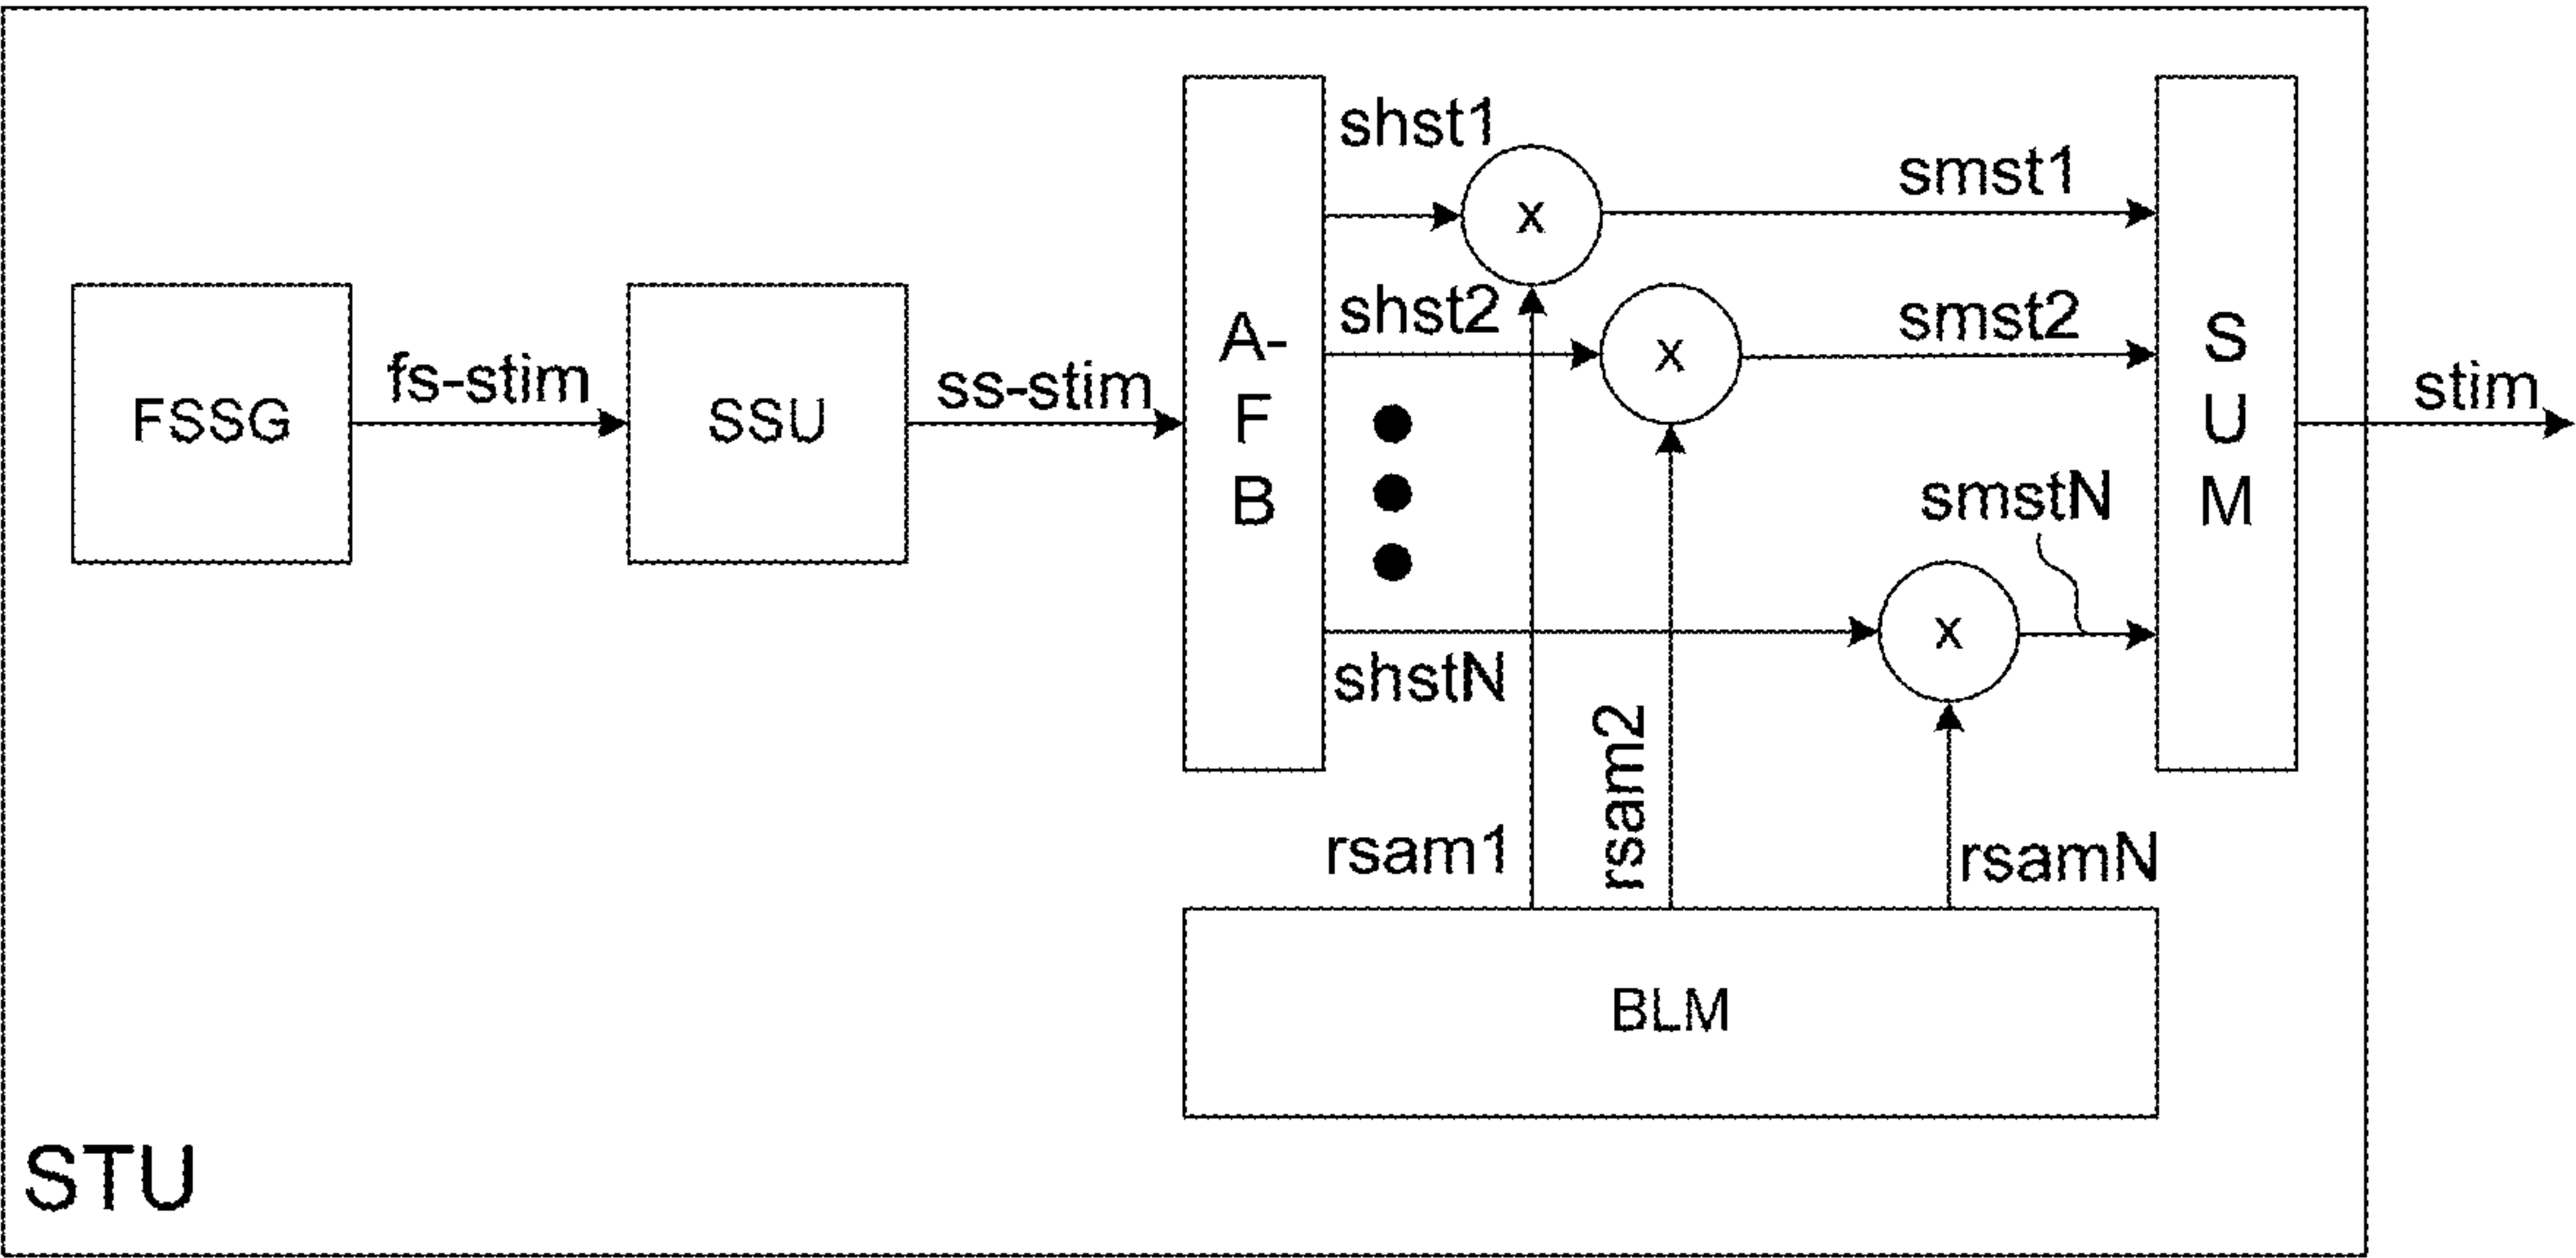 shst1
x
smst1
FSSG
fs-stim
SSU
ss-stim
A-
F
B
shst2
x
smst2
S
U
M
stim
smstN
x
shstN
rsam1
rsam2
rsamN
BLM
STU